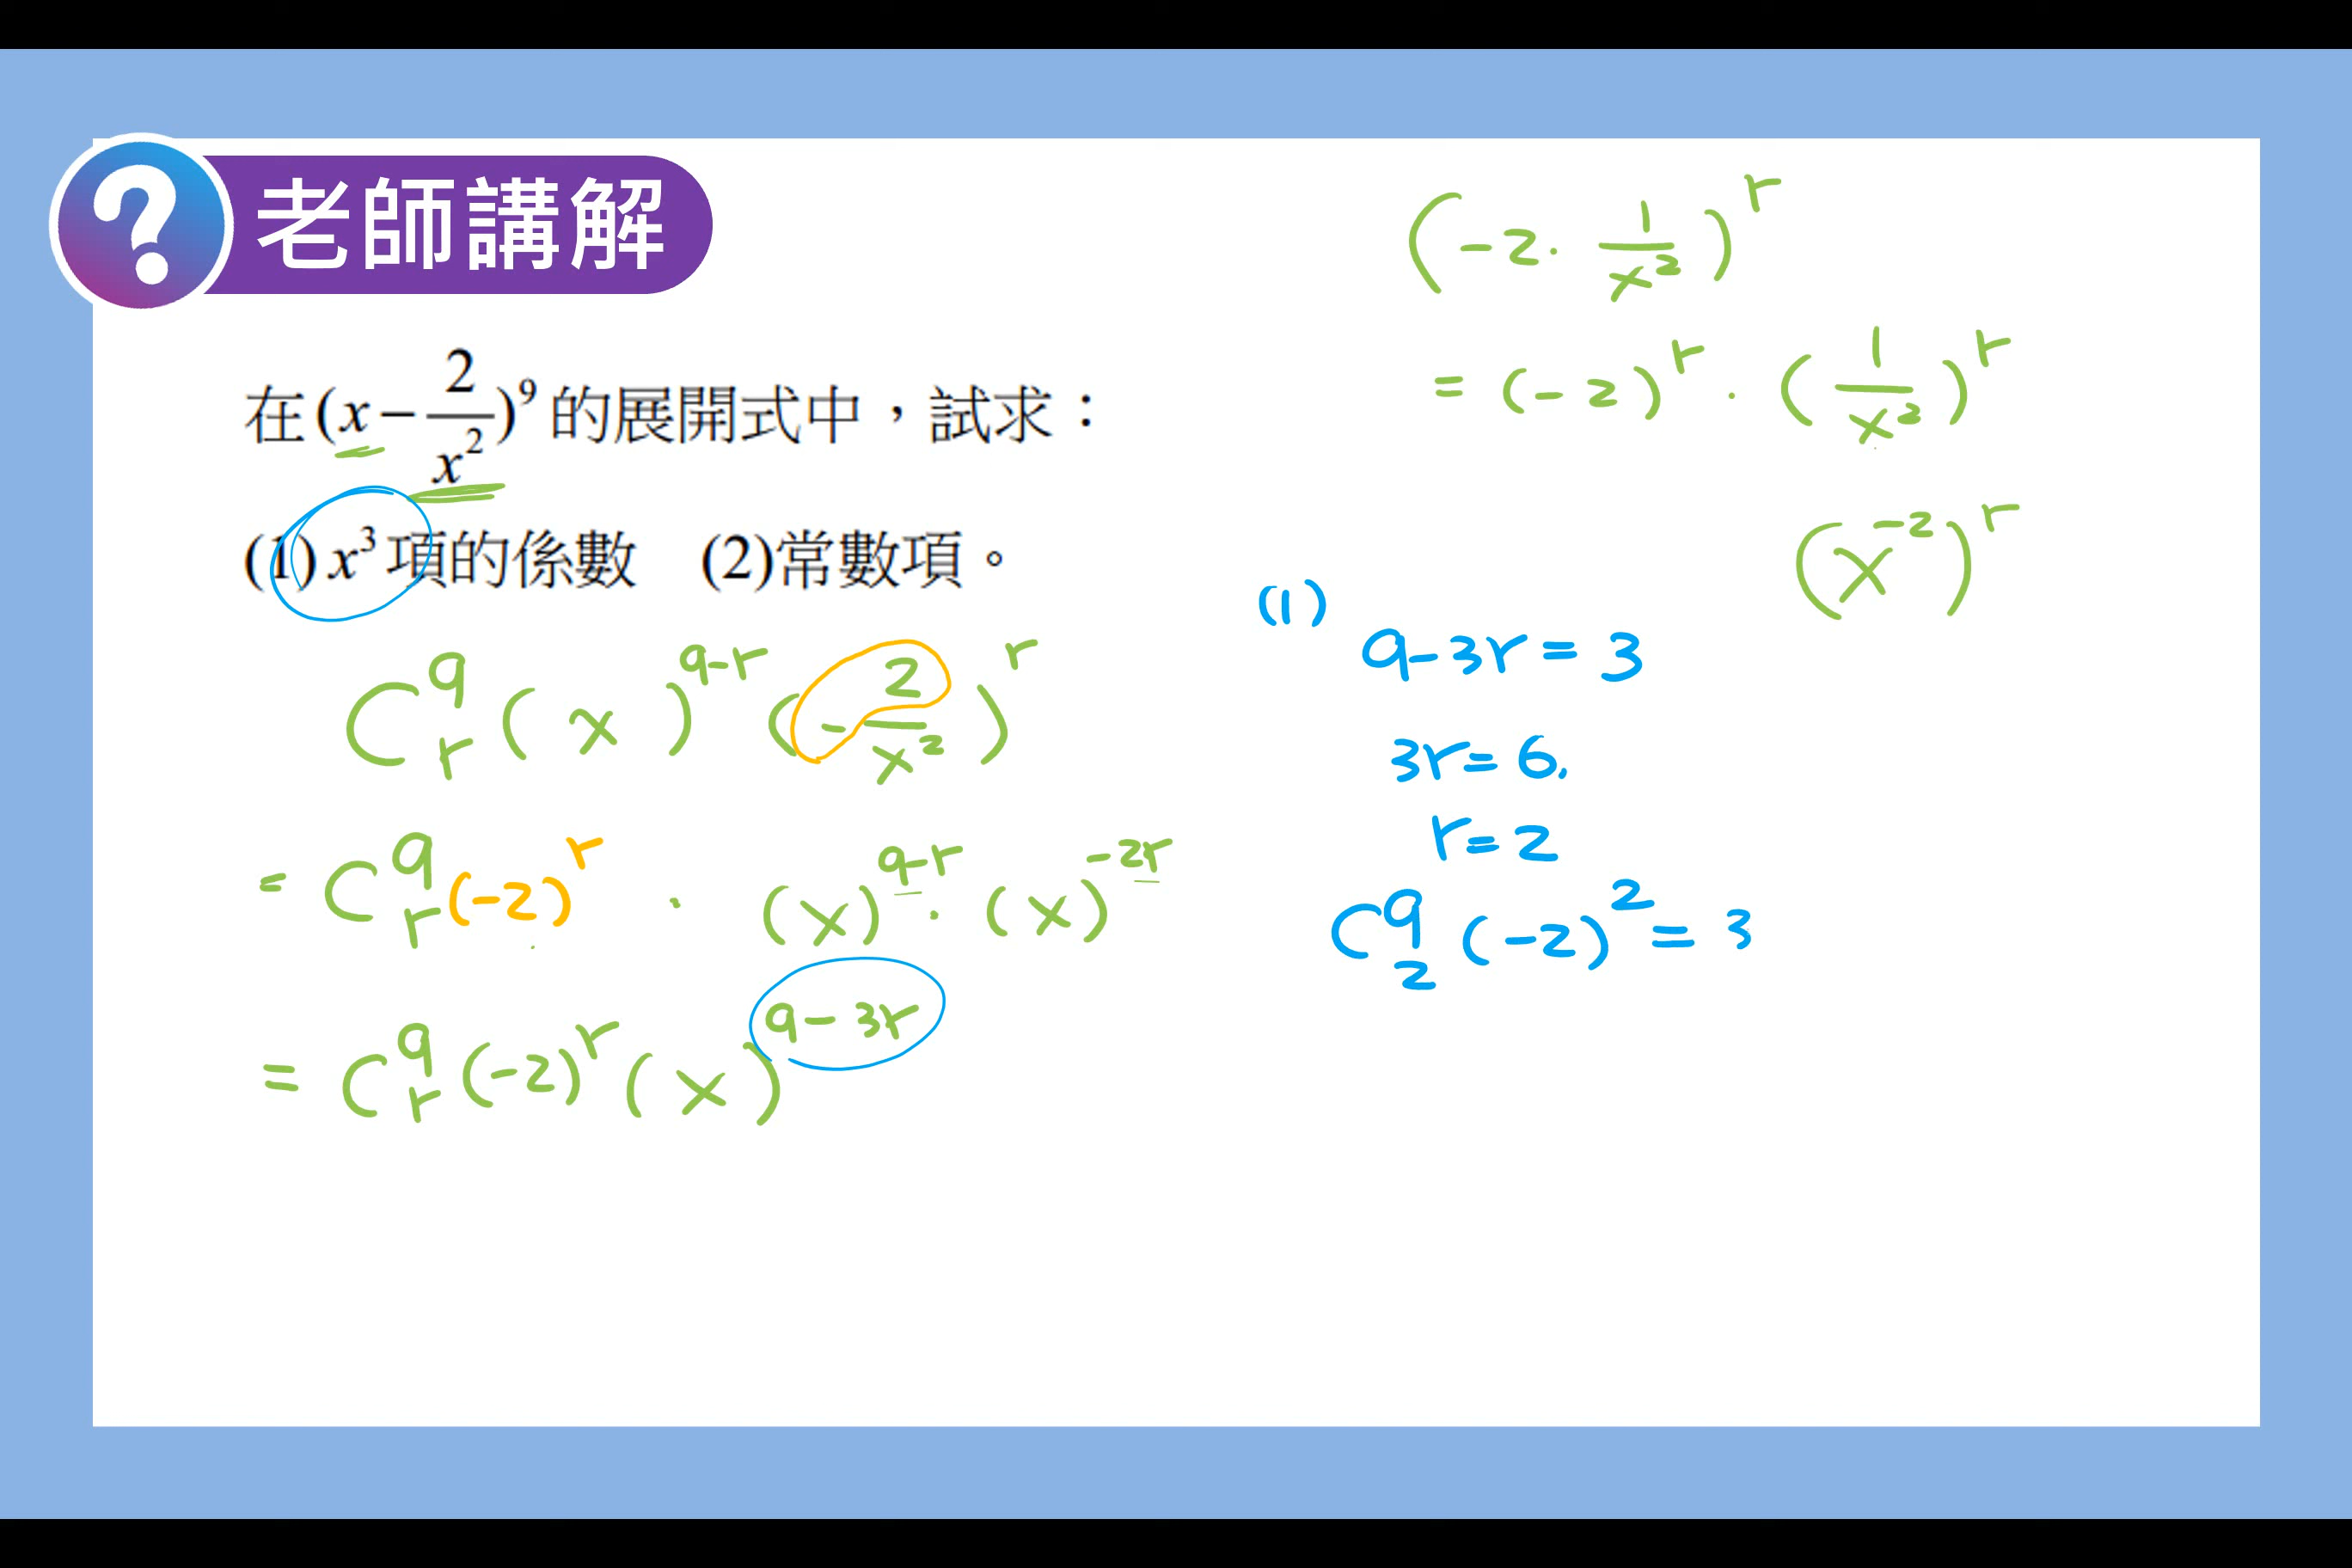 老師講解
在 (x - 2/x²)⁹ 的展開式中，試求：
(1) x³ 項的係數 (2)常數項。
C⁹ᵣ (x)⁹⁻ʳ (-2/x²)ʳ
= C⁹ᵣ (-2)ʳ · (x)⁹⁻ʳ · (x)⁻²ʳ
= C⁹ᵣ (-2)ʳ (x)⁹⁻³ʳ
(-2 · 1/x²)ʳ
= (-2)ʳ · (1/x²)ʳ
(x⁻²)ʳ
(1)
9-3r = 3
3r = 6,
r = 2
C⁹₂ (-2)² = 3